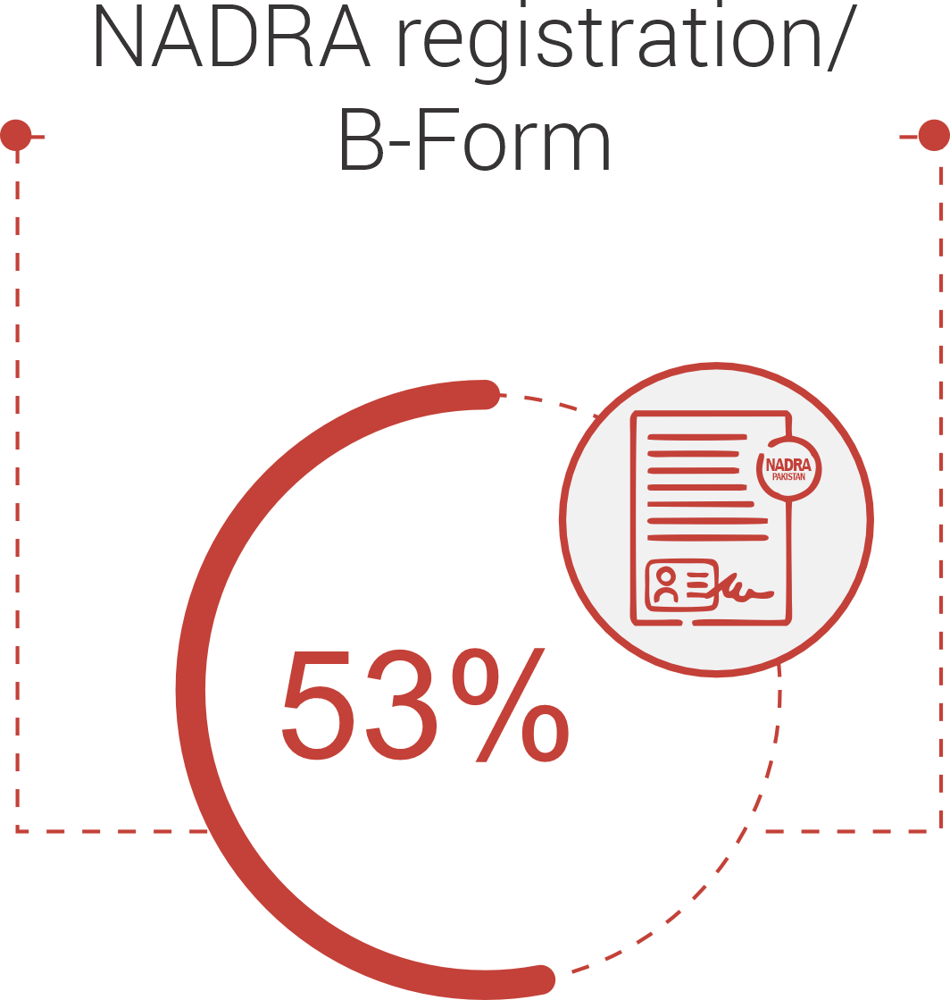 NADRA registration/
B-Form
NADRA
PAKISTAN
53%